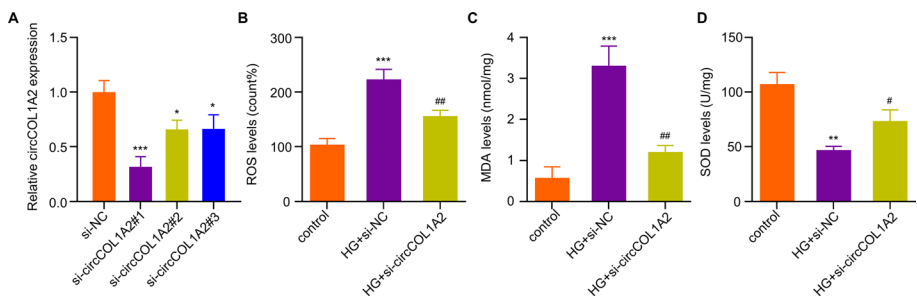 A
Relative circCOL1A2 expression
1.5
1.0
0.5
0.0
***
*
*
si-NC
si-circCOL1A2#1
si-circCOL1A2#2
si-circCOL1A2#3
B
ROS levels (count%)
300
200
100
0
***
##
control
HG+si-NC
HG+si-circCOL1A2
C
MDA levels (nmol/mg)
4
3
2
1
0
***
##
control
HG+si-NC
HG+si-circCOL1A2
D
SOD levels (U/mg)
150
100
50
0
**
#
control
HG+si-NC
HG+si-circCOL1A2